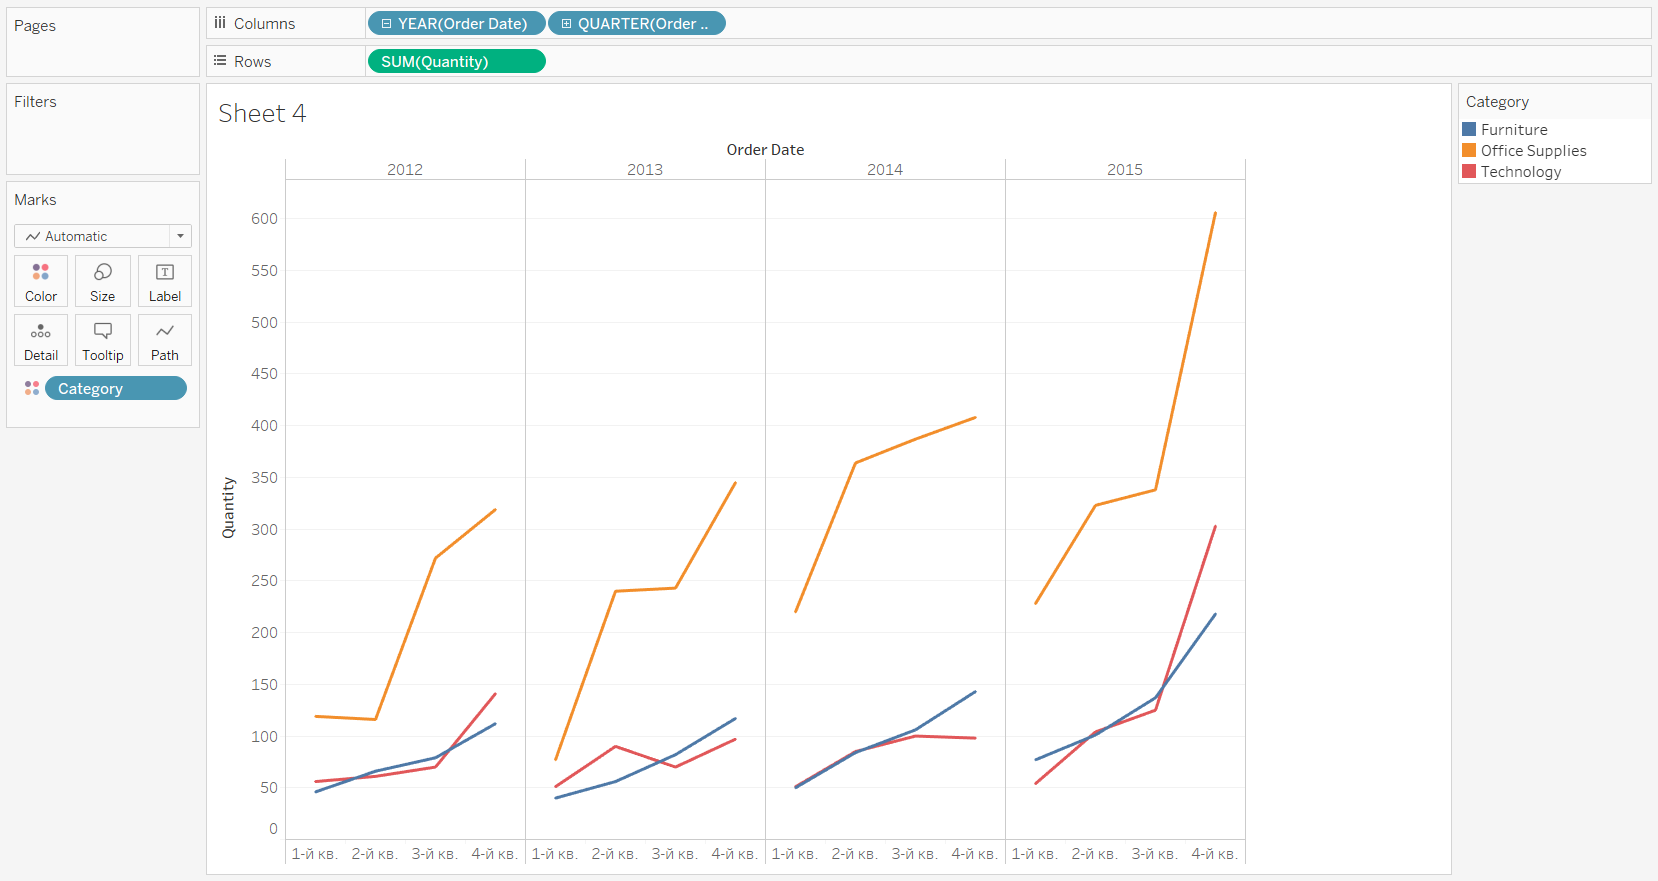 Pages
Columns
YEAR(Order Date)
QUARTER(Order ..
Rows
SUM(Quantity)
Filters
Marks
Automatic
Color
Size
Label
Detail
Tooltip
Path
Category
Sheet 4
Order Date
2012
2013
2014
2015
Quantity
600
550
500
450
400
350
300
250
200
150
100
50
0
1-й кв.
2-й кв.
3-й кв.
4-й кв.
1-й кв.
2-й кв.
3-й кв.
4-й кв.
1-й кв.
2-й кв.
3-й кв.
4-й кв.
1-й кв.
2-й кв.
3-й кв.
4-й кв.
Category
Furniture
Office Supplies
Technology